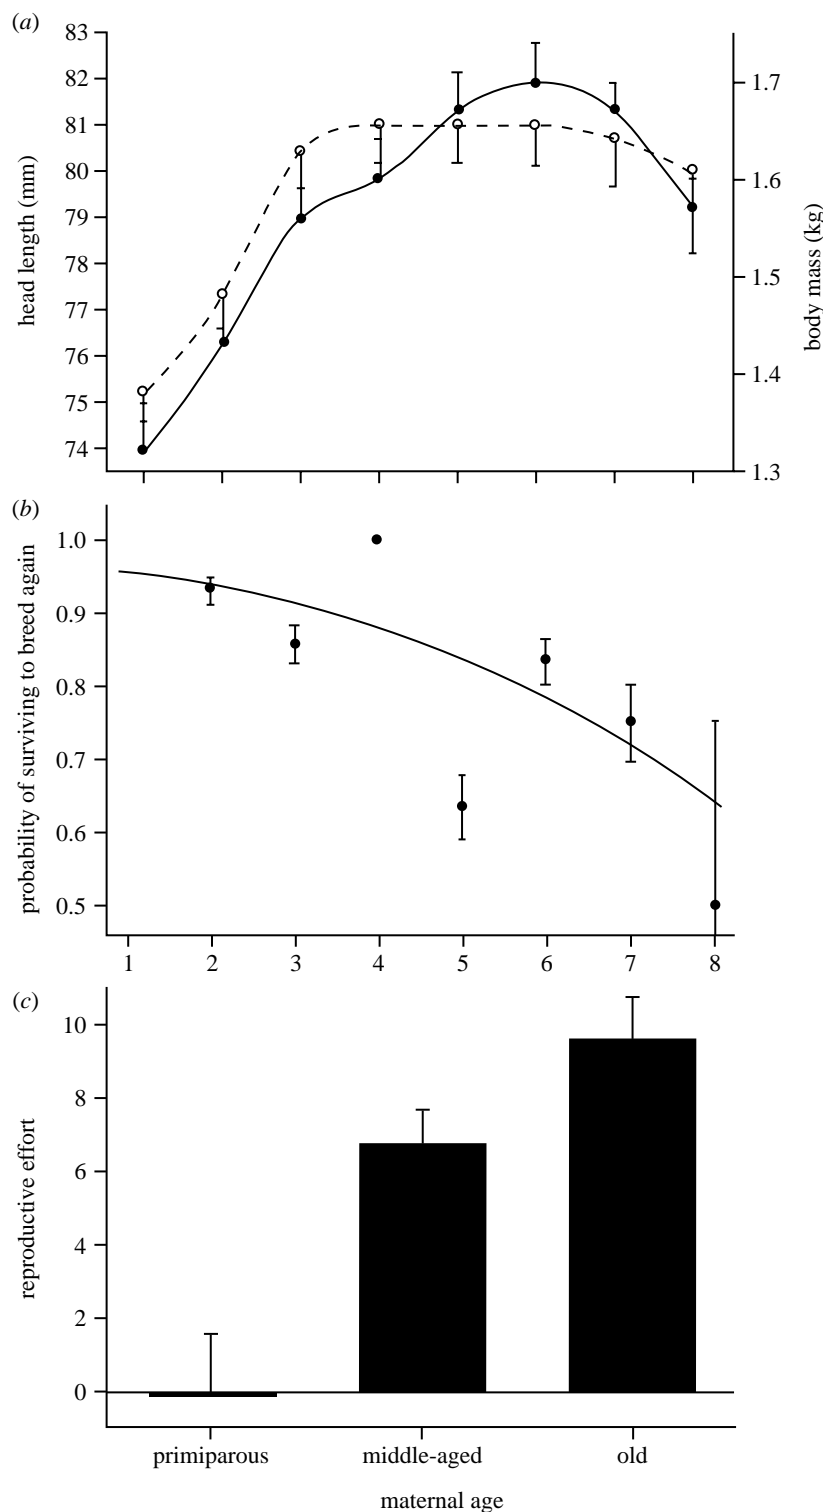 (a)
83
82
81
80
79
78
77
76
75
74
head length (mm)
1.7
1.6
1.5
1.4
1.3
body mass (kg)
(b)
1.0
0.9
0.8
0.7
0.6
0.5
probability of surviving to breed again
1 2 3 4 5 6 7 8
(c)
10
8
6
4
2
0
reproductive effort
primiparous middle-aged old
maternal age